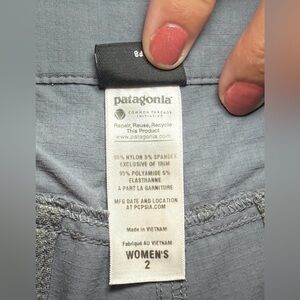 patagonia
COMMON THREADS
INITIATIVE
Repair, Reuse, Recycle
This Product
www.patagonia.com
95% NYLON 5% SPANDEX
EXCLUSIVE OF TRIM
95% POLYAMIDE 5%
ELASTHANNE
A PART LA GARNITURE
MFG DATE AND LOCATION
AT PCPSIA.COM
Made in VIETNAM
Fabriqué AU VIETNAM
WOMEN'S
2